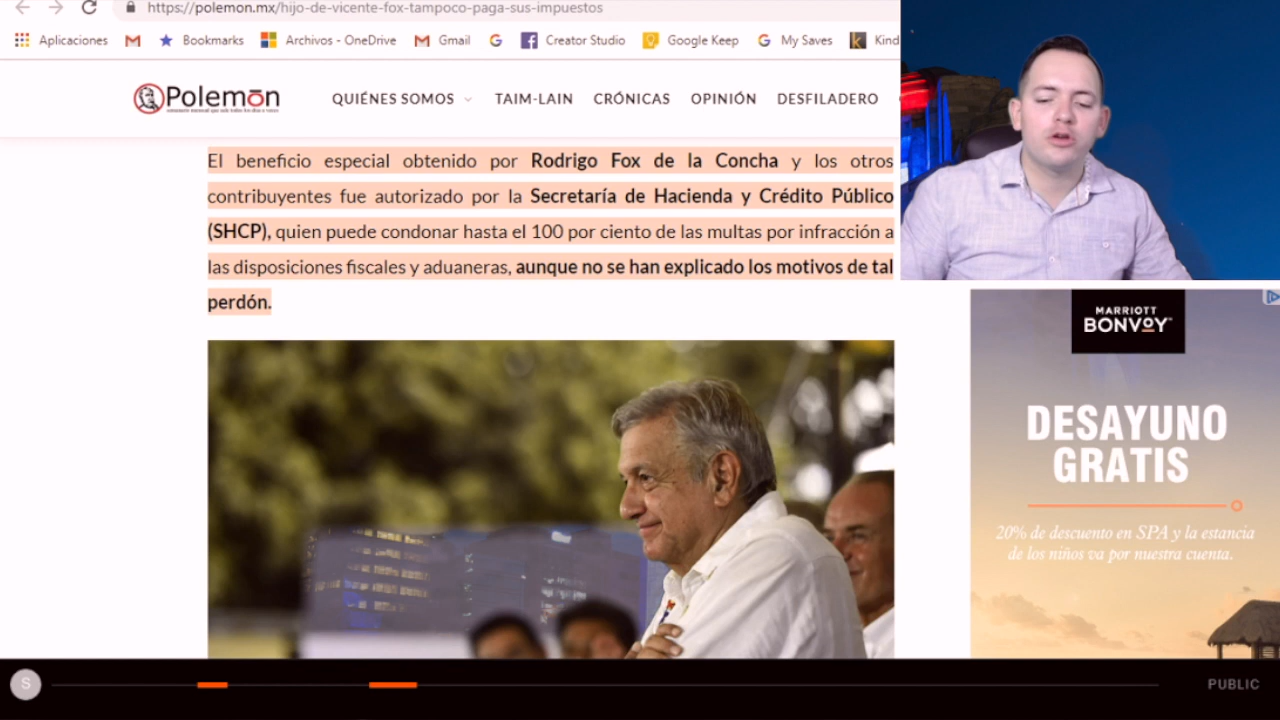 https://polemon.mx/hijo-de-vicente-fox-tampoco-paga-sus-impuestos
Aplicaciones Bookmarks Archivos - OneDrive Gmail Creator Studio Google Keep My Saves Kind
Polemōn QUIÉNES SOMOS TAIM-LAIN CRÓNICAS OPINIÓN DESFILADERO
El beneficio especial obtenido por Rodrigo Fox de la Concha y los otros
contribuyentes fue autorizado por la Secretaría de Hacienda y Crédito Público
(SHCP), quien puede condonar hasta el 100 por ciento de las multas por infracción a
las disposiciones fiscales y aduaneras, aunque no se han explicado los motivos de tal
perdón.
MARRIOTT
BONVOY™
DESAYUNO
GRATIS
20% de descuento en SPA y la estancia
de los niños va por nuestra cuenta.
S
PUBLIC